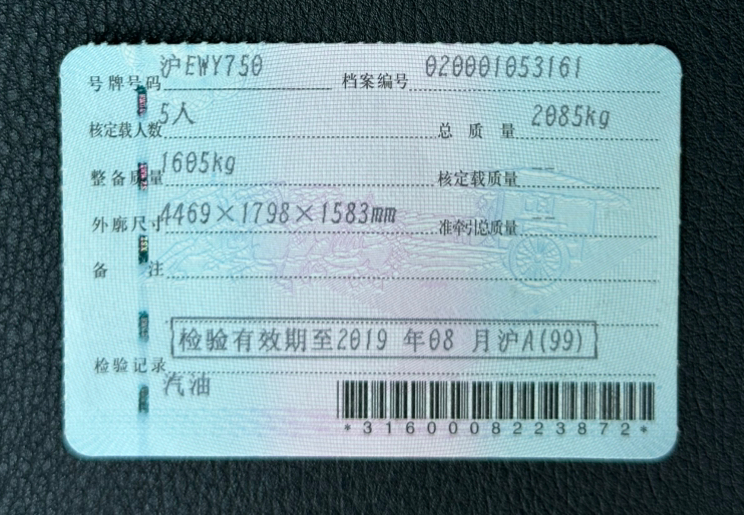 号牌号码 沪EWY750 档案编号 020001053161
核定载人数 5人 总质量 2085kg
整备质量 1605kg 核定载质量 --
外廓尺寸 4469×1798×1583mm 准牵引总质量 --
备注
检验有效期至2019 年08 月沪A(99)
检验记录
汽油
*3160008223872*